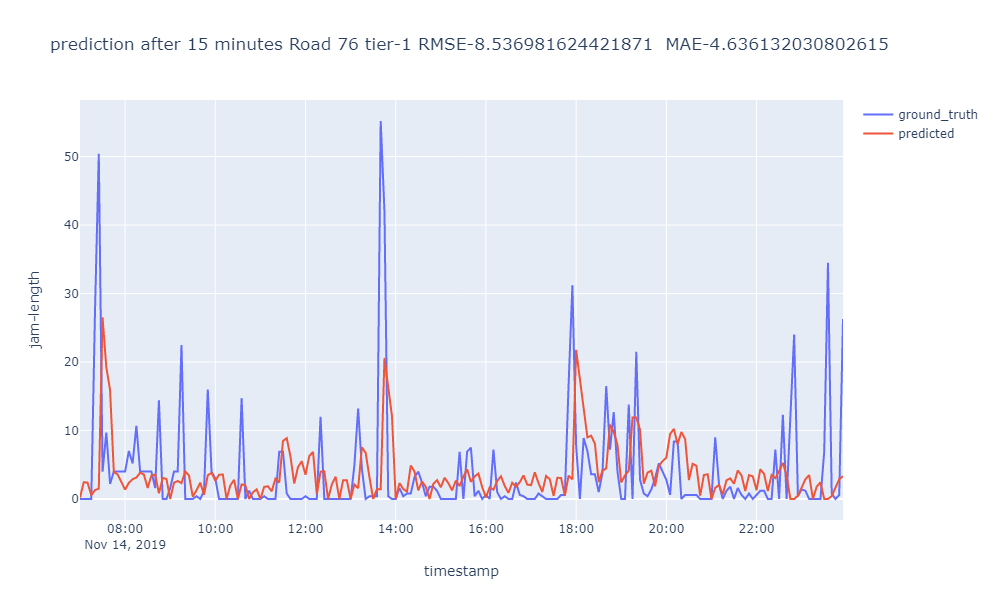 prediction after 15 minutes Road 76 tier-1 RMSE-8.536981624421871  MAE-4.636132030802615
ground_truth
predicted
50
40
30
20
10
0
jam-length
08:00 10:00 12:00 14:00 16:00 18:00 20:00 22:00
Nov 14, 2019
timestamp